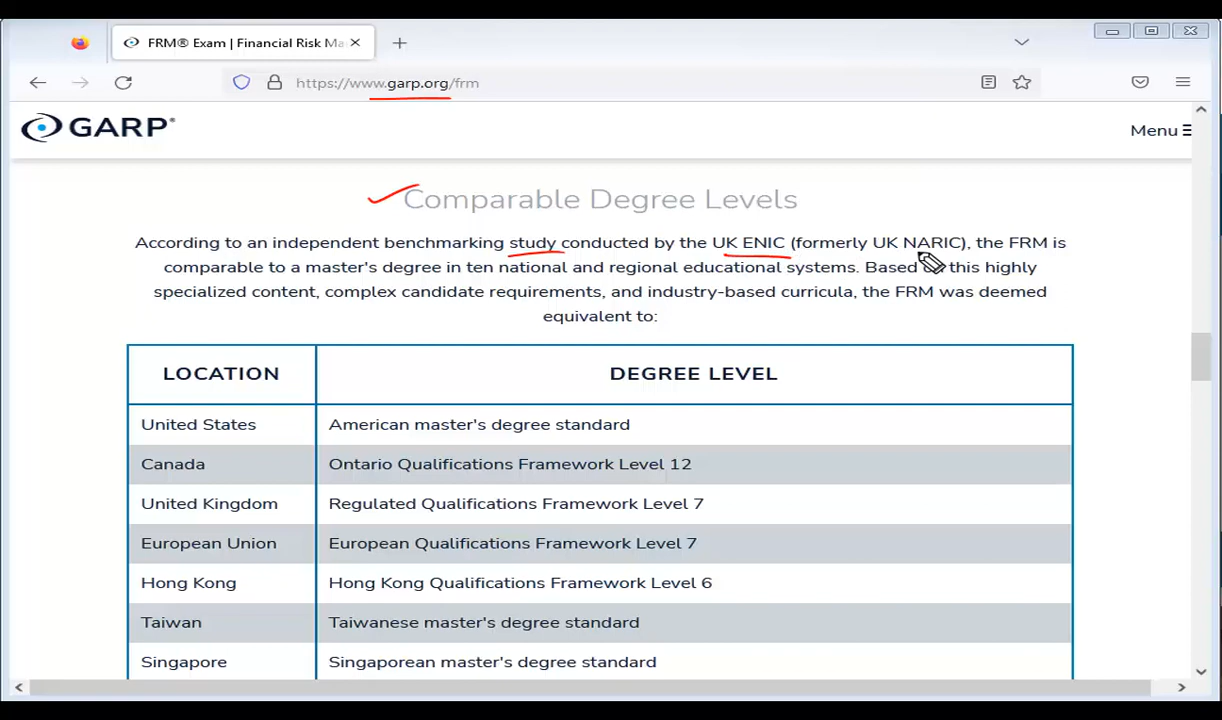 FRM® Exam | Financial Risk Ma
https://www.garp.org/frm
GARP®
Menu
Comparable Degree Levels
According to an independent benchmarking study conducted by the UK ENIC (formerly UK NARIC), the FRM is
comparable to a master's degree in ten national and regional educational systems. Based this highly
specialized content, complex candidate requirements, and industry-based curricula, the FRM was deemed
equivalent to:
LOCATION DEGREE LEVEL
United States American master's degree standard
Canada Ontario Qualifications Framework Level 12
United Kingdom Regulated Qualifications Framework Level 7
European Union European Qualifications Framework Level 7
Hong Kong Hong Kong Qualifications Framework Level 6
Taiwan Taiwanese master's degree standard
Singapore Singaporean master's degree standard